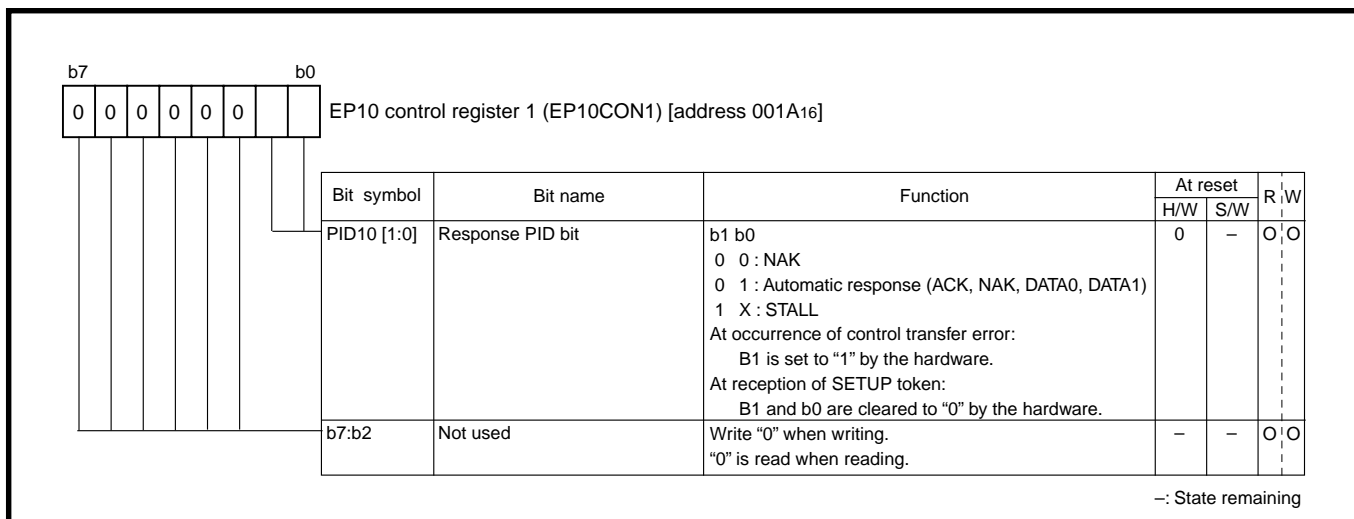 b7 b0
0 0 0 0 0 0 EP10 control register 1 (EP10CON1) [address 001A16]
Bit symbol Bit name Function At reset R W
H/W S/W
PID10 [1:0] Response PID bit b1 b0 0 – O O
0 0 : NAK
0 1 : Automatic response (ACK, NAK, DATA0, DATA1)
1 X : STALL
At occurrence of control transfer error:
B1 is set to “1” by the hardware.
At reception of SETUP token:
B1 and b0 are cleared to “0” by the hardware.
b7:b2 Not used Write “0” when writing. – – O O
“0” is read when reading.
–: State remaining